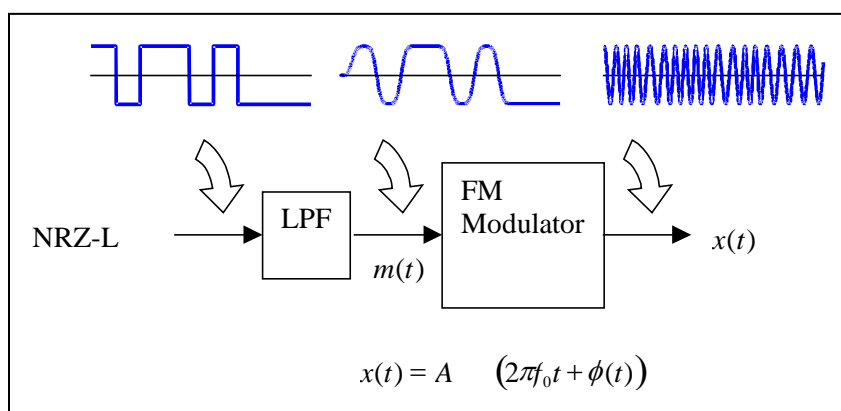 FM
LPF
Modulator
NRZ-L
x(t)
m(t)
x(t) = A (2πf₀t + ϕ(t))